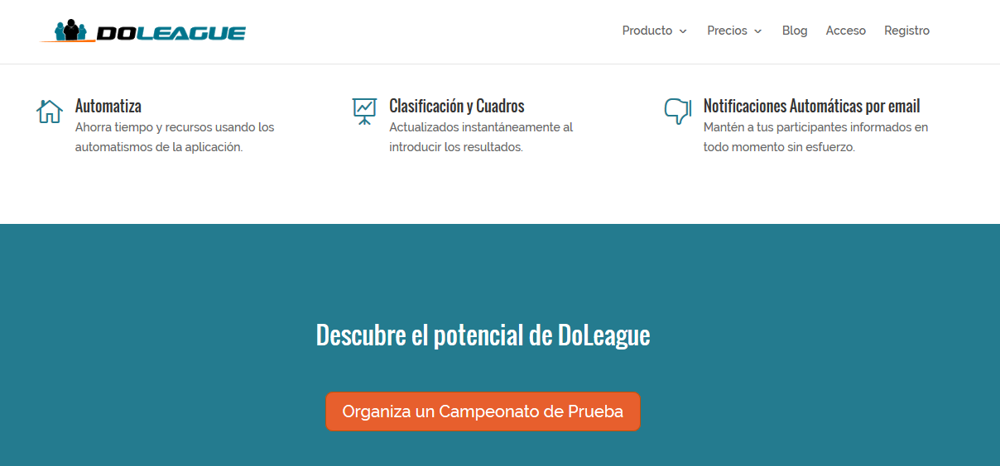 DOLEAGUE
Producto
Precios
Blog
Acceso
Registro
Automatiza
Ahorra tiempo y recursos usando los
automatismos de la aplicación.
Clasificación y Cuadros
Actualizados instantáneamente al
introducir los resultados.
Notificaciones Automáticas por email
Mantén a tus participantes informados en
todo momento sin esfuerzo.
Descubre el potencial de DoLeague
Organiza un Campeonato de Prueba